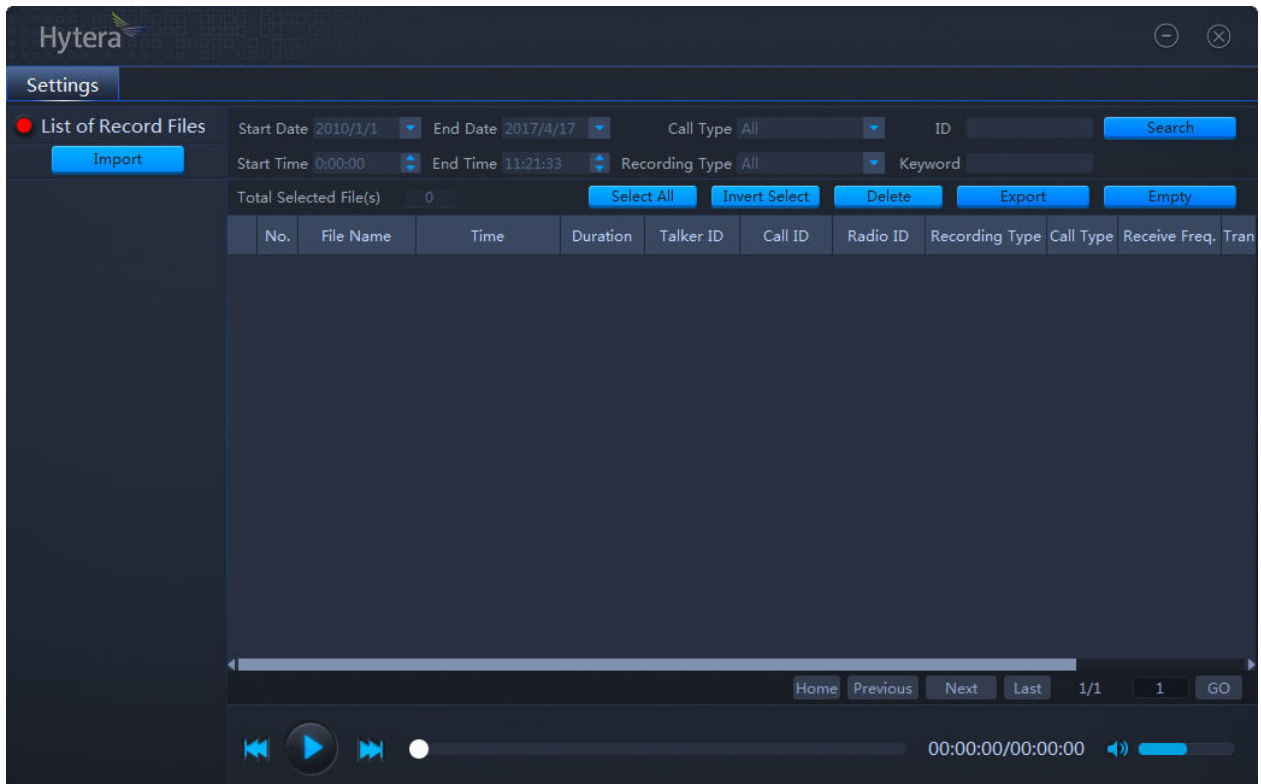 Hytera
Settings
List of Record Files
Import
Start Date 2010/1/1 End Date 2017/4/17 Call Type All ID Search
Start Time 0:00:00 End Time 11:21:33 Recording Type All Keyword
Total Selected File(s) 0 Select All Invert Select Delete Export Empty
No. File Name Time Duration Talker ID Call ID Radio ID Recording Type Call Type Receive Freq. Tran
Home Previous Next Last 1/1 1 GO
00:00:00/00:00:00